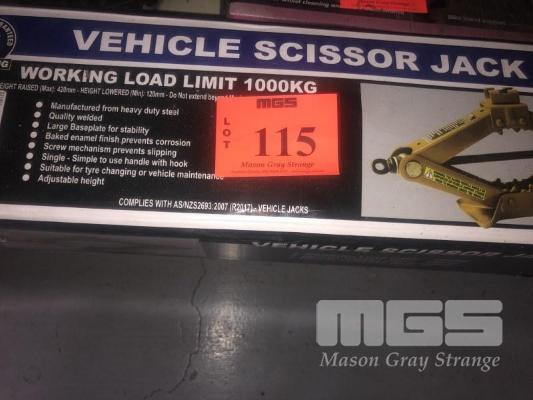 VEHICLE SCISSOR JACK
WORKING LOAD LIMIT 1000KG
HEIGHT RAISED (Max): 428mm - HEIGHT LOWERED (Min): 120mm - Do not extend beyond
Manufactured from heavy duty steel
Quality welded
Large Baseplate for stability
Baked enamel finish prevents corrosion
Screw mechanism prevents slipping
Single - Simple to use handle with hook
Suitable for tyre changing or vehicle maintenance
Adjustable height
COMPLIES WITH AS/NZS2693:2007 (R2017) - VEHICLE JACKS
MGS
LOT
115
Mason Gray Strange
VEHICLE SCISSOR JA
MGS
Mason Gray Strange